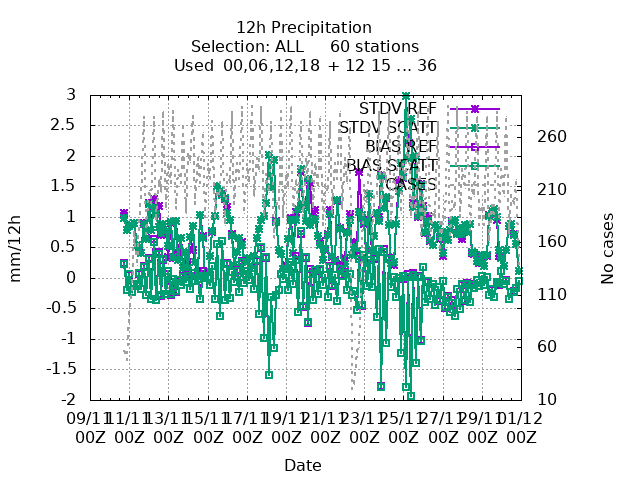 12h Precipitation
Selection: ALL 60 stations
Used 00,06,12,18 + 12 15 ... 36
3
2.5
2
1.5
1
0.5
0
-0.5
-1
-1.5
-2
mm/12h
STDV REF
STDV SCATT
BIAS REF
BIAS SCATT
CASES
260
210
160
110
60
10
No cases
09/11 11/11 13/11 15/11 17/11 19/11 21/11 23/11 25/11 27/11 29/11 01/12
00Z 00Z 00Z 00Z 00Z 00Z 00Z 00Z 00Z 00Z 00Z 00Z
Date